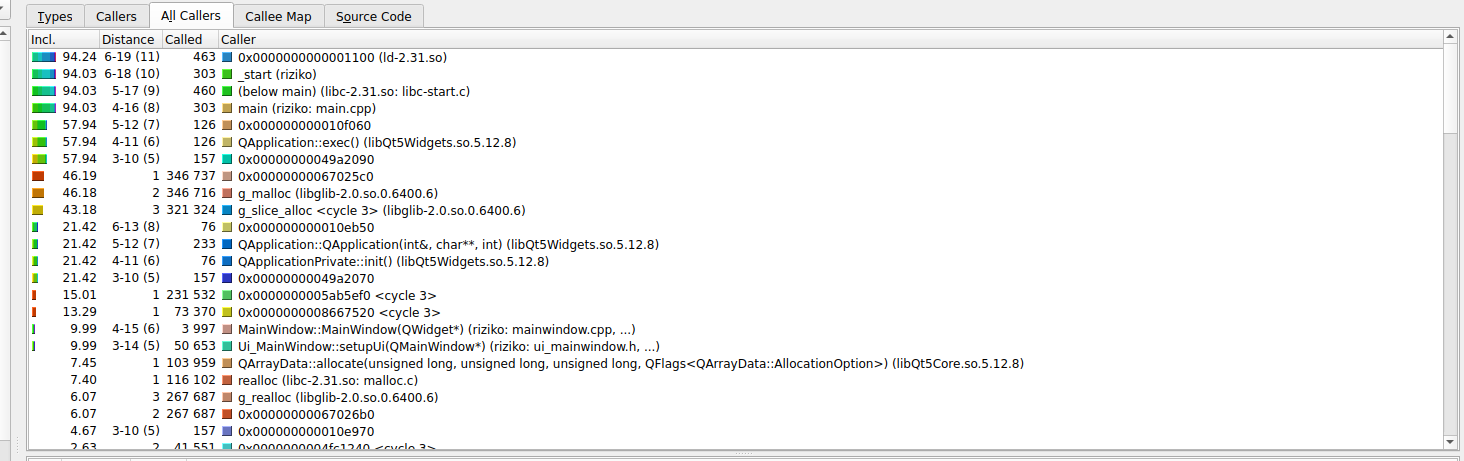 Types Callers All Callers Callee Map Source Code
Incl. Distance Called Caller
94.24 6-19 (11) 463 0x0000000000001100 (ld-2.31.so)
94.03 6-18 (10) 303 _start (riziko)
94.03 5-17 (9) 460 (below main) (libc-2.31.so: libc-start.c)
94.03 4-16 (8) 303 main (riziko: main.cpp)
57.94 5-12 (7) 126 0x000000000010f060
57.94 4-11 (6) 126 QApplication::exec() (libQt5Widgets.so.5.12.8)
57.94 3-10 (5) 157 0x00000000049a2090
46.19 1 346 737 0x00000000067025c0
46.18 2 346 716 g_malloc (libglib-2.0.so.0.6400.6)
43.18 3 321 324 g_slice_alloc <cycle 3> (libglib-2.0.so.0.6400.6)
21.42 6-13 (8) 76 0x000000000010eb50
21.42 5-12 (7) 233 QApplication::QApplication(int&, char**, int) (libQt5Widgets.so.5.12.8)
21.42 4-11 (6) 76 QApplicationPrivate::init() (libQt5Widgets.so.5.12.8)
21.42 3-10 (5) 157 0x00000000049a2070
15.01 1 231 532 0x0000000005ab5ef0 <cycle 3>
13.29 1 73 370 0x0000000008667520 <cycle 3>
9.99 4-15 (6) 3 997 MainWindow::MainWindow(QWidget*) (riziko: mainwindow.cpp, ...)
9.99 3-14 (5) 50 653 Ui_MainWindow::setupUi(QMainWindow*) (riziko: ui_mainwindow.h, ...)
7.45 1 103 959 QArrayData::allocate(unsigned long, unsigned long, unsigned long, QFlags<QArrayData::AllocationOption>) (libQt5Core.so.5.12.8)
7.40 1 116 102 realloc (libc-2.31.so: malloc.c)
6.07 3 267 687 g_realloc (libglib-2.0.so.0.6400.6)
6.07 2 267 687 0x00000000067026b0
4.67 3-10 (5) 157 0x000000000010e970
2.63 2 41 551 0x0000000004fc1240 <cycle 3>